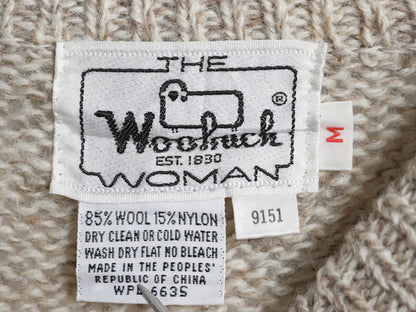 THE
Woolrich
®
EST. 1830
WOMAN
M
9151
85% WOOL 15% NYLON
DRY CLEAN OR COLD WATER
WASH DRY FLAT NO BLEACH
MADE IN THE PEOPLES'
REPUBLIC OF CHINA
WPL 6635